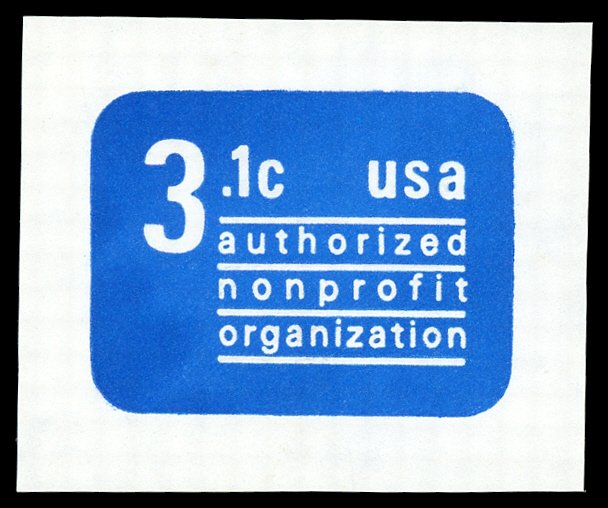 3.1c usa
authorized
nonprofit
organization